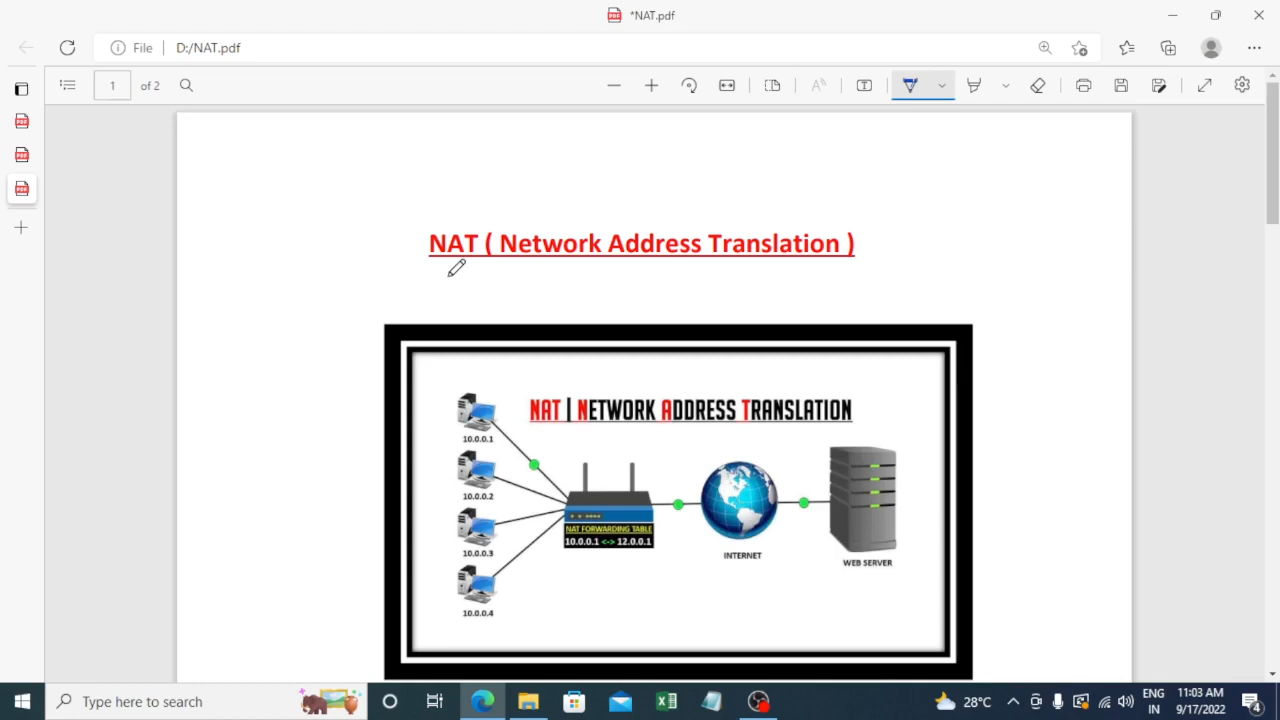 *NAT.pdf
File D:/NAT.pdf
1 of 2
NAT ( Network Address Translation )
NAT | NETWORK ADDRESS TRANSLATION
10.0.0.1
10.0.0.2
10.0.0.3
10.0.0.4
NAT FORWARDING TABLE
10.0.0.1 <-> 12.0.0.1
INTERNET
WEB SERVER
Type here to search
28°C
ENG
IN
11:03 AM
9/17/2022
4